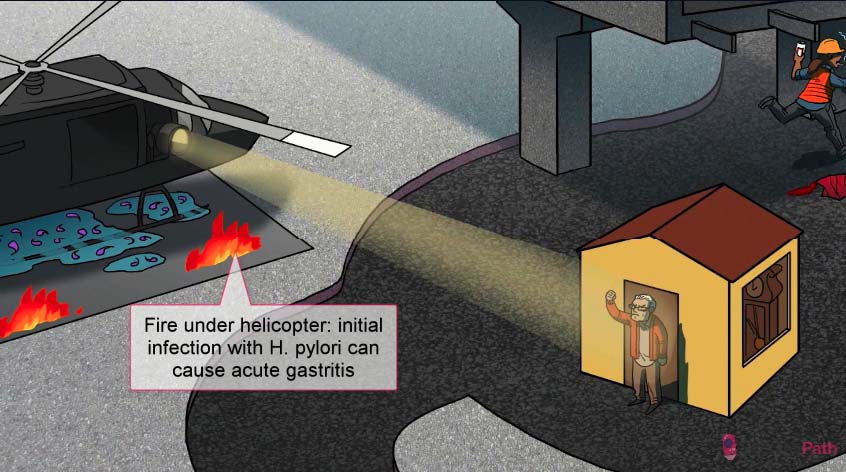 Fire under helicopter: initial
infection with H. pylori can
cause acute gastritis
Path